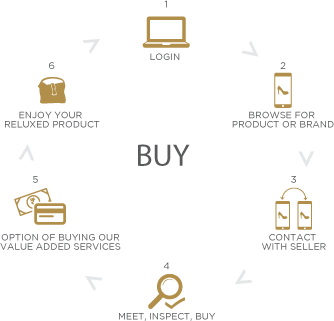 1
LOGIN
2
BROWSE FOR
PRODUCT OR BRAND
3
CONTACT
WITH SELLER
4
MEET, INSPECT, BUY
5
OPTION OF BUYING OUR
VALUE ADDED SERVICES
6
ENJOY YOUR
RELUXED PRODUCT
BUY